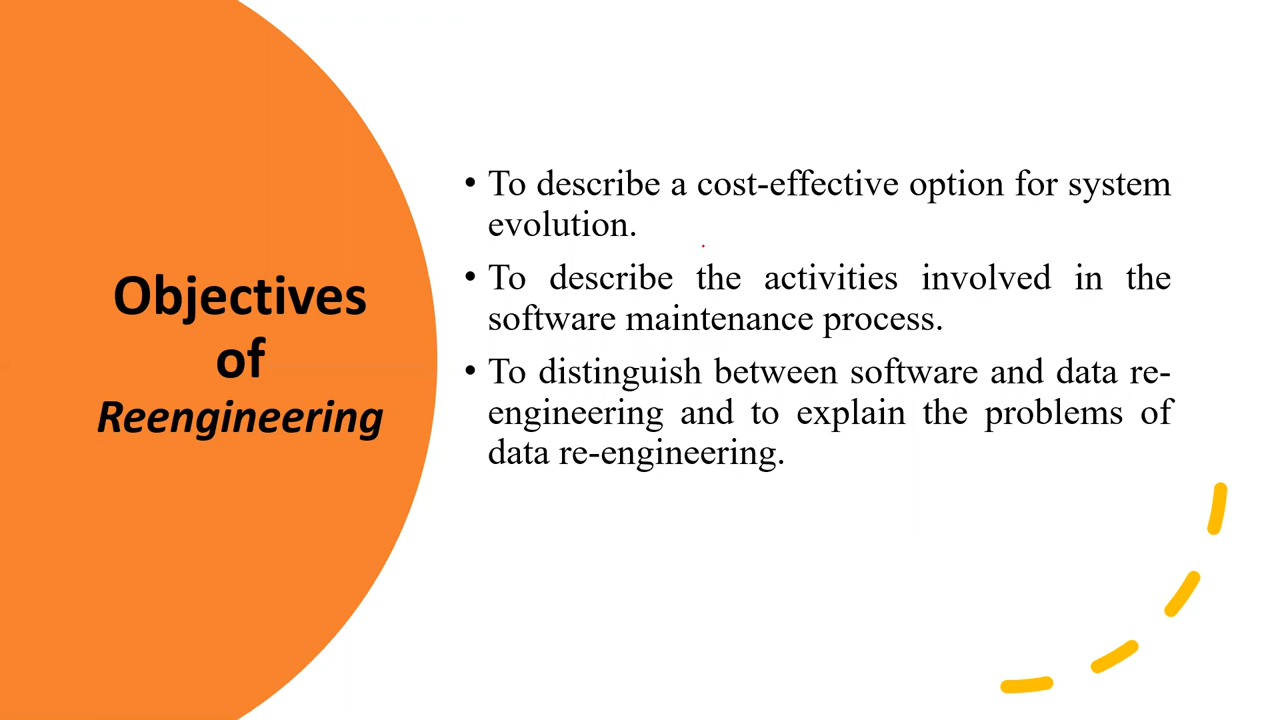 Objectives
of
Reengineering
• To describe a cost-effective option for system
evolution.
• To describe the activities involved in the
software maintenance process.
• To distinguish between software and data re-
engineering and to explain the problems of
data re-engineering.